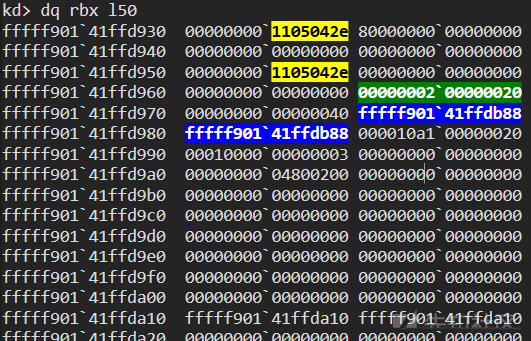 kd> dq rbx l50
fffff901`41ffd930  00000000`1105042e 80000000`00000000
fffff901`41ffd940  00000000`00000000 00000000`00000000
fffff901`41ffd950  00000000`1105042e 00000000`00000000
fffff901`41ffd960  00000000`00000000 00000002`00000020
fffff901`41ffd970  00000000`00000040 fffff901`41ffdb88
fffff901`41ffd980  fffff901`41ffdb88 000010a1`00000020
fffff901`41ffd990  00010000`00000003 00000000`00000000
fffff901`41ffd9a0  00000000`04800200 00000000`00000000
fffff901`41ffd9b0  00000000`00000000 00000000`00000000
fffff901`41ffd9c0  00000000`00000000 00000000`00000000
fffff901`41ffd9d0  00000000`00000000 00000000`00000000
fffff901`41ffd9e0  00000000`00000000 00000000`00000000
fffff901`41ffd9f0  00000000`00000000 00000000`00000000
fffff901`41ffda00  00000000`00000000 00000000`00000000
fffff901`41ffda10  fffff901`41ffda10 fffff901`41ffda10
fffff901`41ffda20  00000000`00000000 00000000`00000000